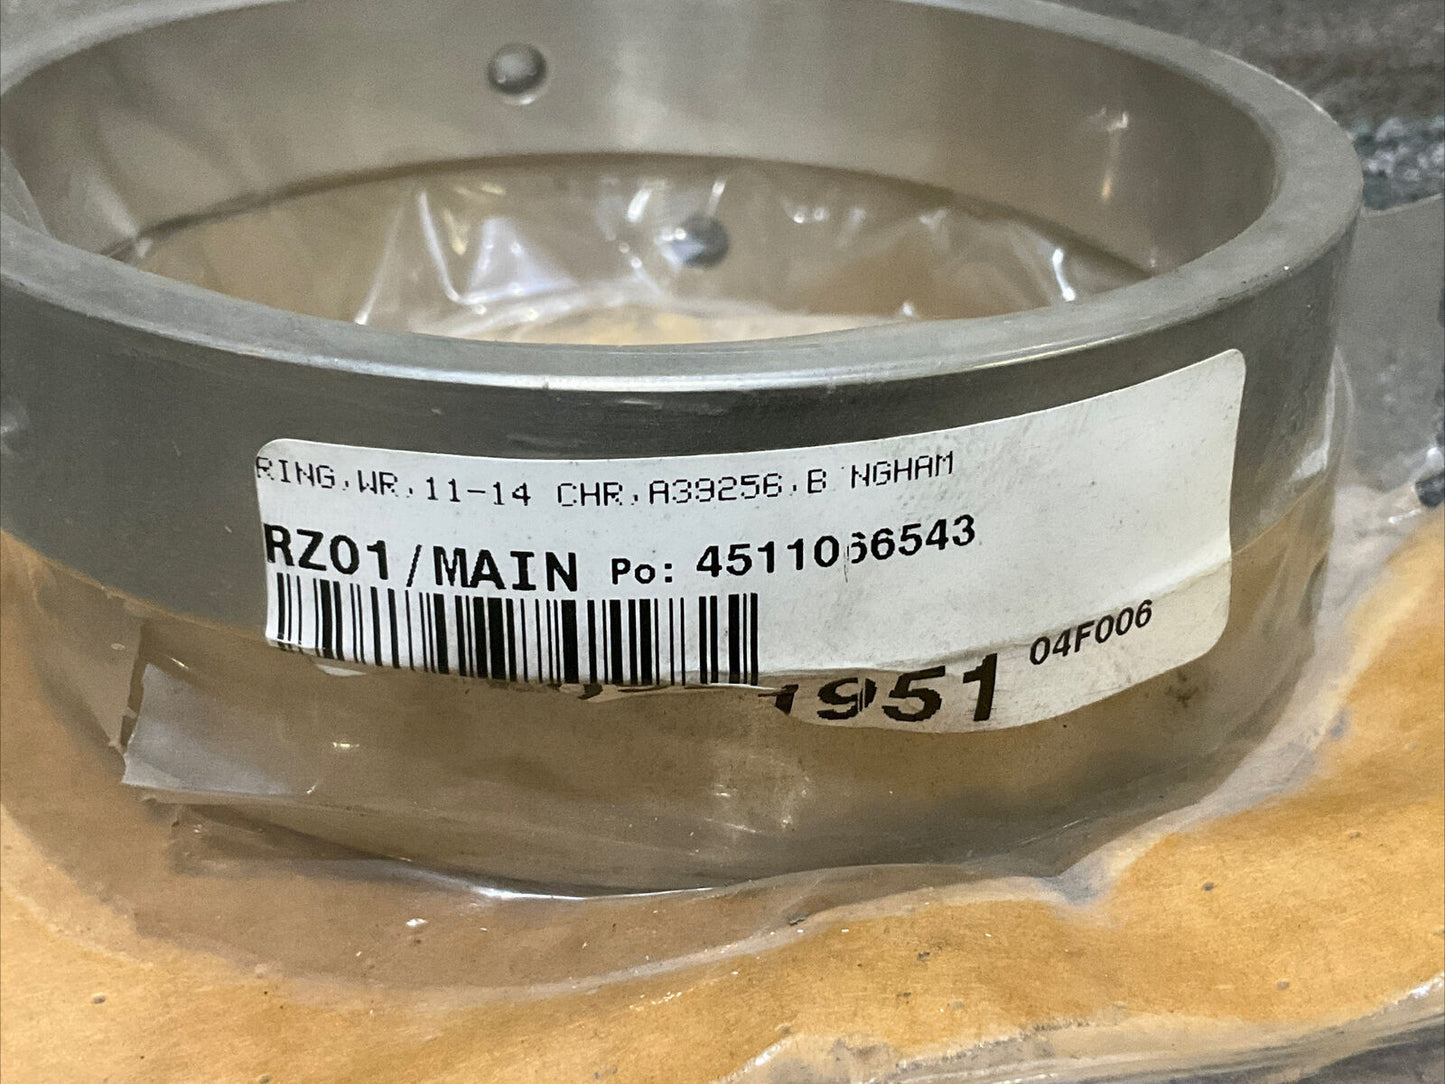 RING,WR,11-14 CHR,A39256,B NGHAM
RZ01/MAIN Po: 4511066543
1951 04F006